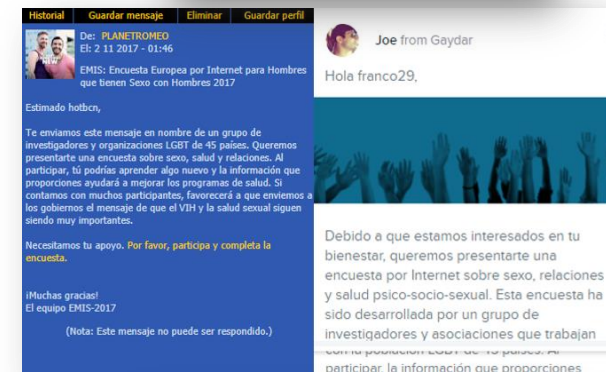 Historial Guardar mensaje Eliminar Guardar perfil
De: PLANETROMEO
El: 2 11 2017 - 01:46
EMIS: Encuesta Europea por Internet para Hombres
que tienen Sexo con Hombres 2017
Estimado hotbcn,
Te enviamos este mensaje en nombre de un grupo de
investigadores y organizaciones LGBT de 45 países. Queremos
presentarte una encuesta sobre sexo, salud y relaciones. Al
participar, tú podrías aprender algo nuevo y la información que
proporciones ayudará a mejorar los programas de salud. Si
contamos con muchos participantes, favorecerá a que enviemos a
los gobiernos el mensaje de que el VIH y la salud sexual siguen
siendo muy importantes.
Necesitamos tu apoyo. Por favor, participa y completa la
encuesta.
¡Muchas gracias!
El equipo EMIS-2017
(Nota: Este mensaje no puede ser respondido.)
Joe from Gaydar
Hola franco29,
Debido a que estamos interesados en tu
bienestar, queremos presentarte una
encuesta por Internet sobre sexo, relaciones
y salud psico-socio-sexual. Esta encuesta ha
sido desarrollada por un grupo de
investigadores y asociaciones que trabajan
con la población LGBT de 45 países. Al
participar, la información que proporciones